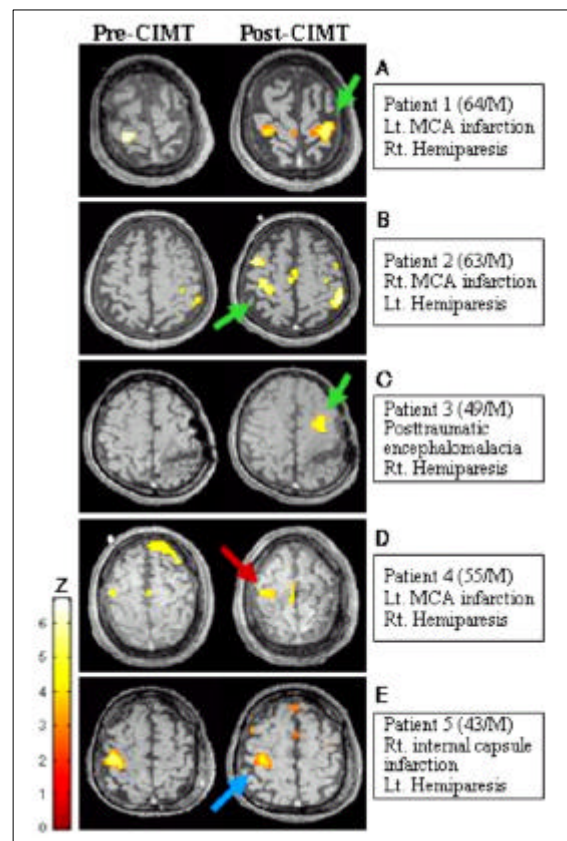 Pre-CIMT Post-CIMT
A
Patient 1 (64/M)
Lt. MCA infarction
Rt. Hemiparesis
B
Patient 2 (63/M)
Rt. MCA infarction
Lt. Hemiparesis
C
Patient 3 (49/M)
Posttraumatic
encephalomalacia
Rt. Hemiparesis
D
Patient 4 (55/M)
Lt. MCA infarction
Rt. Hemiparesis
Z
6
5
4
3
2
1
0
E
Patient 5 (43/M)
Rt. internal capsule
infarction
Lt. Hemiparesis